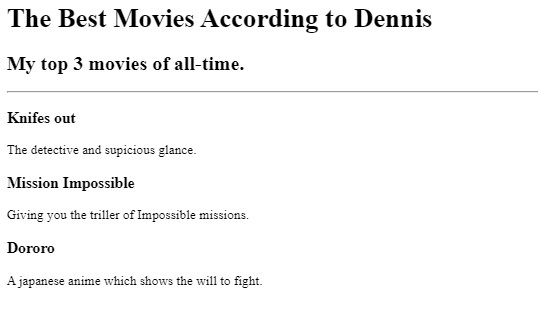 The Best Movies According to Dennis
My top 3 movies of all-time.
Knifes out
The detective and supicious glance.
Mission Impossible
Giving you the triller of Impossible missions.
Dororo
A japanese anime which shows the will to fight.